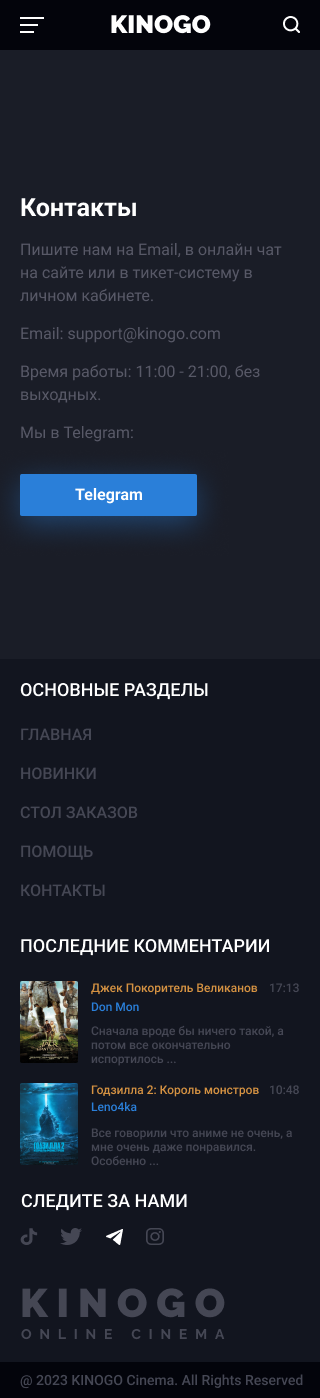 KINOGO
Контакты
Пишите нам на Email, в онлайн чат
на сайте или в тикет-систему в
личном кабинете.
Email: support@kinogo.com
Время работы: 11:00 - 21:00, без
выходных.
Мы в Telegram:
Telegram
ОСНОВНЫЕ РАЗДЕЛЫ
ГЛАВНАЯ
НОВИНКИ
СТОЛ ЗАКАЗОВ
ПОМОЩЬ
КОНТАКТЫ
ПОСЛЕДНИЕ КОММЕНТАРИИ
Джек Покоритель Великанов 17:13
Don Mon
Сначала вроде бы ничего такой, а
потом все окончательно
испортилось ...
Годзилла 2: Король монстров 10:48
Leno4ka
Все говорили что аниме не очень, а
мне очень даже понравился.
Особенно ...
СЛЕДИТЕ ЗА НАМИ
KINOGO
ONLINE CINEMA
@ 2023 KINOGO Cinema. All Rights Reserved